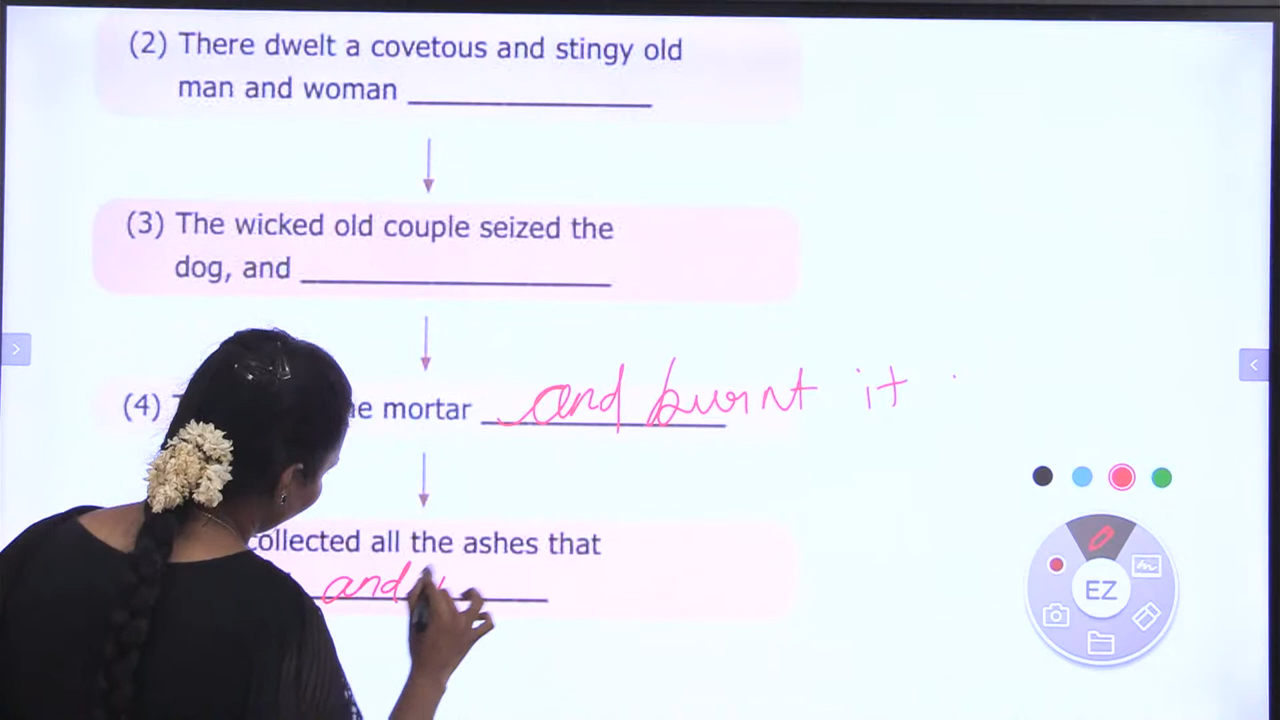 (2) There dwelt a covetous and stingy old
man and woman
(3) The wicked old couple seized the
dog, and
(4) mortar and burnt it.
collected all the ashes that
and
EZ